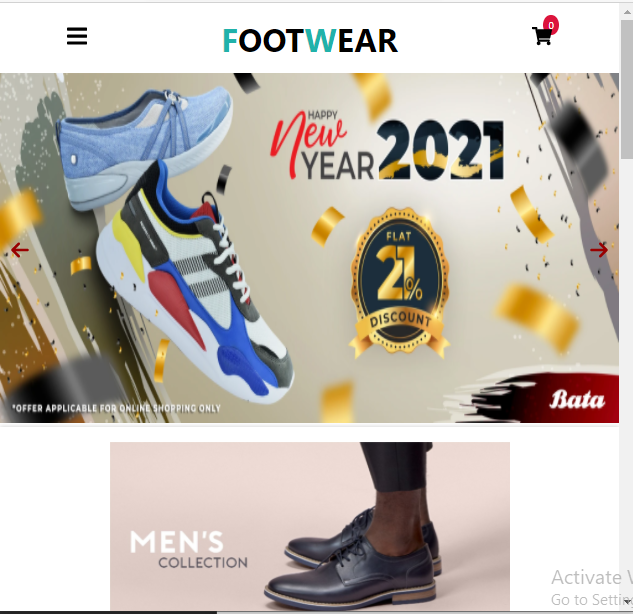 0
FOOTWEAR
HAPPY
New
YEAR 2021
FLAT
21%
DISCOUNT
*OFFER APPLICABLE FOR ONLINE SHOPPING ONLY
Bata
MEN'S
COLLECTION
Activate
Go to Settin